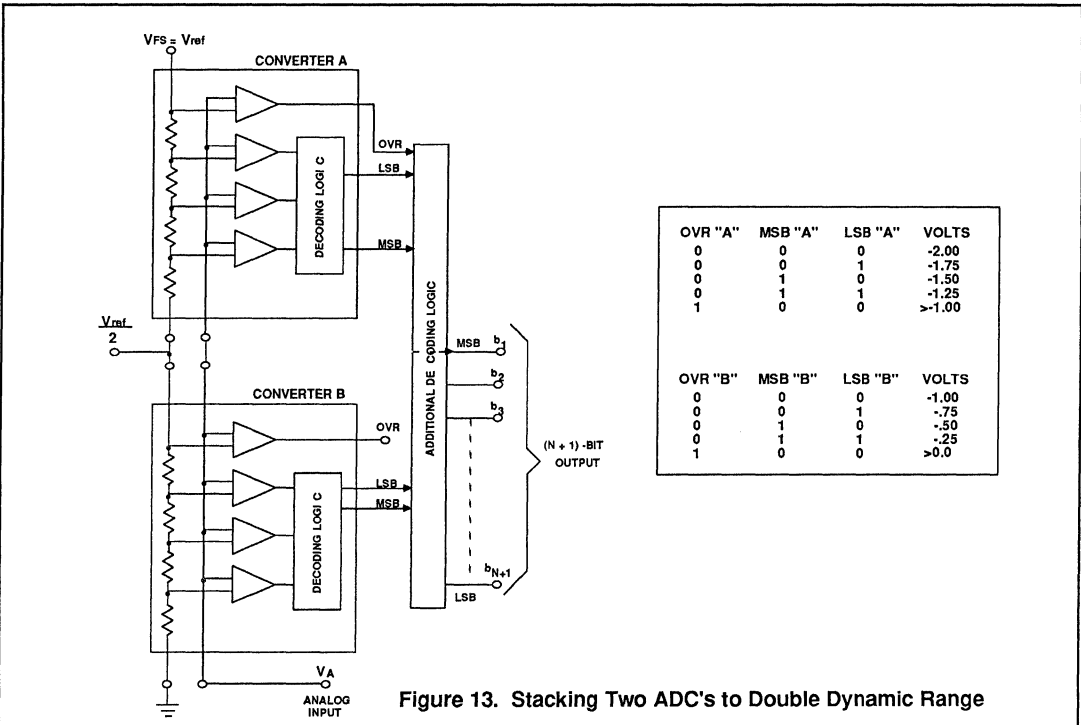 VFS = Vref
CONVERTER A
OVR
LSB
DECODING LOGIC
MSB
Vref
2
CONVERTER B
OVR
LSB
MSB
DECODING LOGIC
VA
ANALOG
INPUT
ADDITIONAL DE CODING LOGIC
MSB
b1
b2
b3
(N + 1) -BIT
OUTPUT
bN+1
LSB
OVR "A" MSB "A" LSB "A" VOLTS
0 0 0 -2.00
0 0 1 -1.75
0 1 0 -1.50
0 1 1 -1.25
1 0 0 >-1.00
OVR "B" MSB "B" LSB "B" VOLTS
0 0 0 -1.00
0 0 1 -.75
0 1 0 -.50
0 1 1 -.25
1 0 0 >0.0
Figure 13. Stacking Two ADC's to Double Dynamic Range